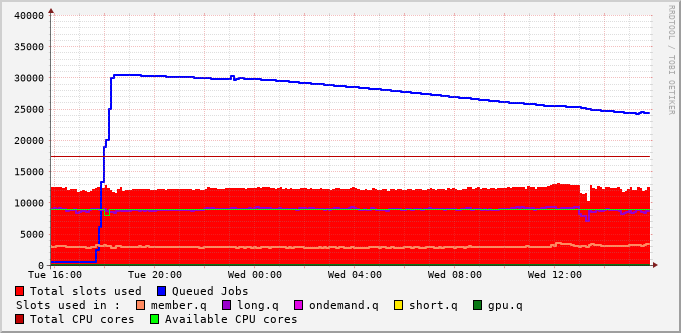 40000
35000
30000
25000
20000
15000
10000
5000
0
Tue 16:00 Tue 20:00 Wed 00:00 Wed 04:00 Wed 08:00 Wed 12:00
Total slots used Queued Jobs
Slots used in : member.q long.q ondemand.q short.q gpu.q
Total CPU cores Available CPU cores
RRDTOOL / TOBI OETIKER